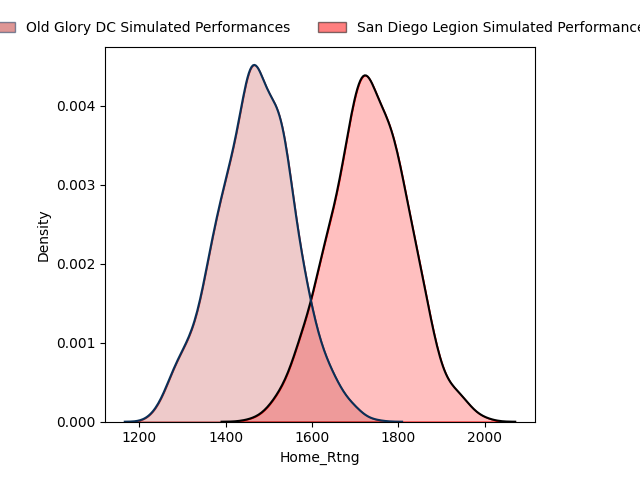 Old Glory DC Simulated Performances
San Diego Legion Simulated Performance
0.004
0.003
0.002
0.001
0.000
Density
1200 1400 1600 1800 2000
Home_Rtng